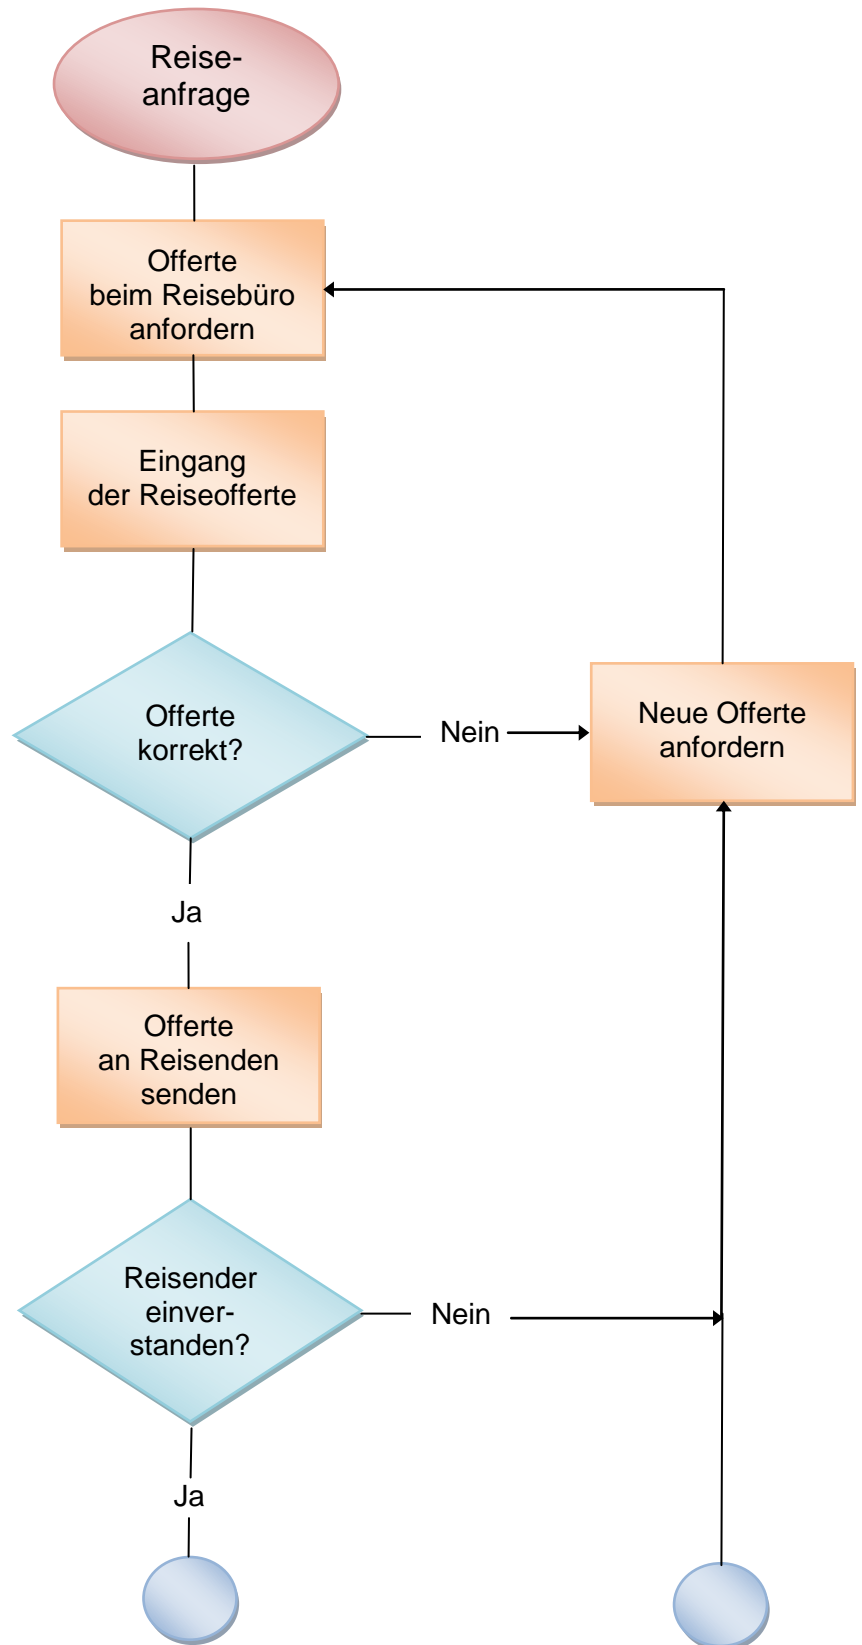 Reise-
anfrage
Offerte
beim Reisebüro
anfordern
Eingang
der Reiseofferte
Offerte
korrekt?
Nein
Neue Offerte
anfordern
Ja
Offerte
an Reisenden
senden
Reisender
einver-
standen?
Nein
Ja